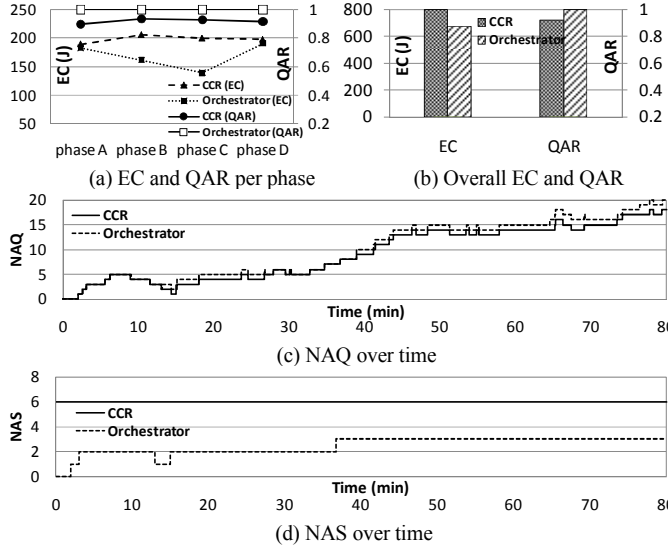 250
200
150
100
50
EC (J)
1
0.8
0.6
0.4
0.2
QAR
CCR (EC)
Orchestrator (EC)
CCR (QAR)
Orchestrator (QAR)
phase A phase B phase C phase D
(a) EC and QAR per phase
800
600
400
200
0
EC (J)
CCR
Orchestrator
1
0.8
0.6
0.4
0.2
QAR
EC QAR
(b) Overall EC and QAR
20
15
10
5
0
NAQ
CCR
Orchestrator
Time (min)
0 10 20 30 40 50 60 70 80
(c) NAQ over time
8
6
4
2
0
NAS
CCR
Orchestrator
Time (min)
0 10 20 30 40 50 60 70 80
(d) NAS over time